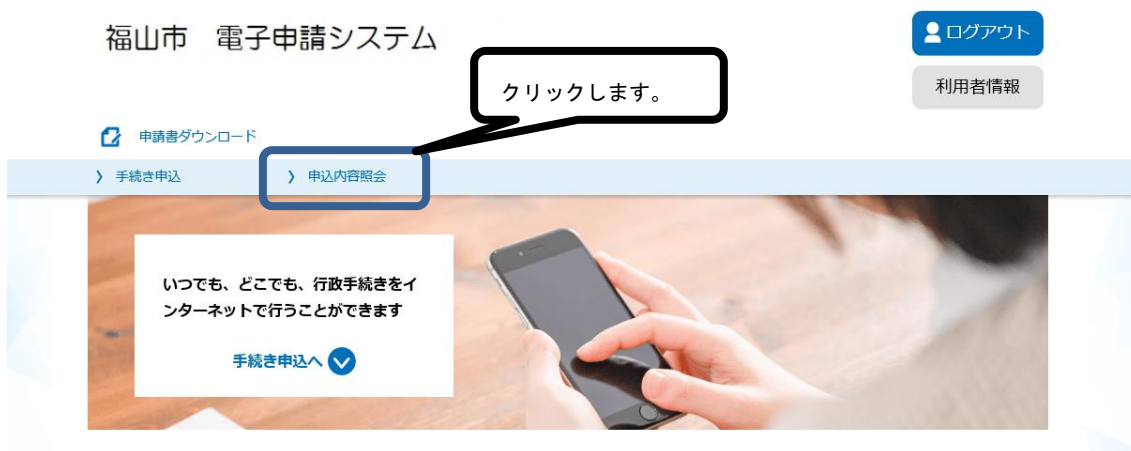 福山市　電子申請システム
ログアウト
利用者情報
クリックします。
申請書ダウンロード
手続き申込
申込内容照会
いつでも、どこでも、行政手続きをイ
ンターネットで行うことができます
手続き申込へ